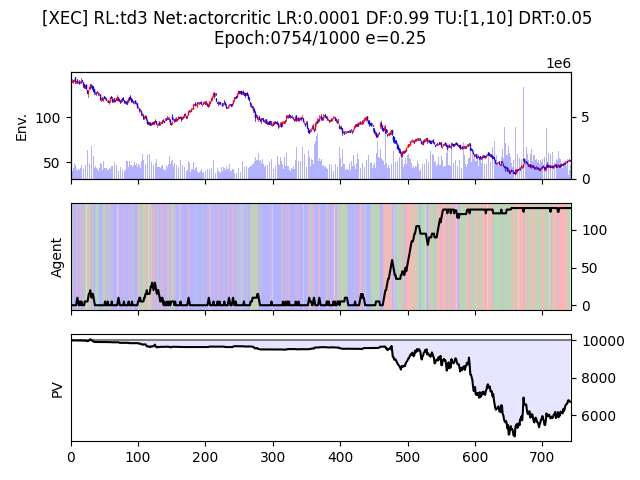 [XEC] RL:td3 Net:actorcritic LR:0.0001 DF:0.99 TU:[1,10] DRT:0.05
Epoch:0754/1000 e=0.25
1e6
Env.
100
50
5
0
Agent
100
50
0
PV
10000
8000
6000
0 100 200 300 400 500 600 700